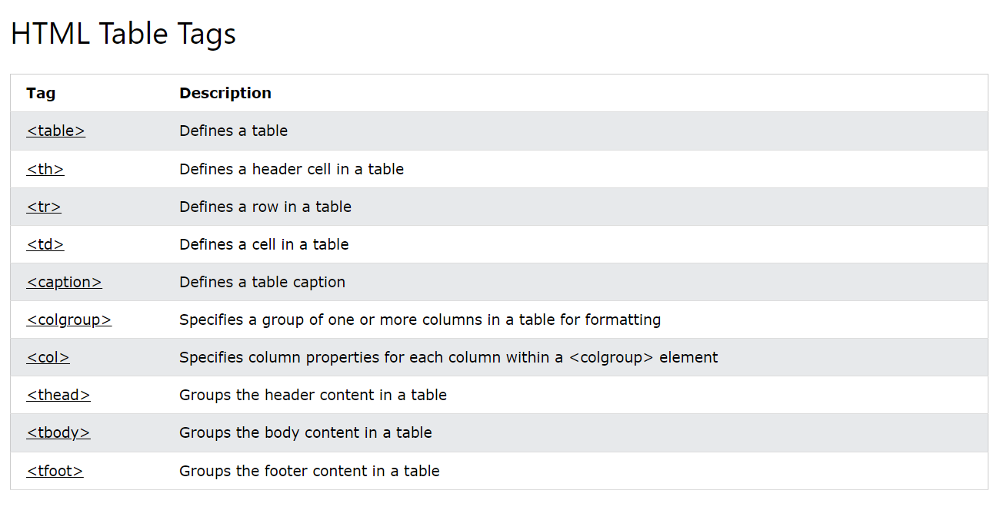 HTML Table Tags
Tag Description
<table> Defines a table
<th> Defines a header cell in a table
<tr> Defines a row in a table
<td> Defines a cell in a table
<caption> Defines a table caption
<colgroup> Specifies a group of one or more columns in a table for formatting
<col> Specifies column properties for each column within a <colgroup> element
<thead> Groups the header content in a table
<tbody> Groups the body content in a table
<tfoot> Groups the footer content in a table